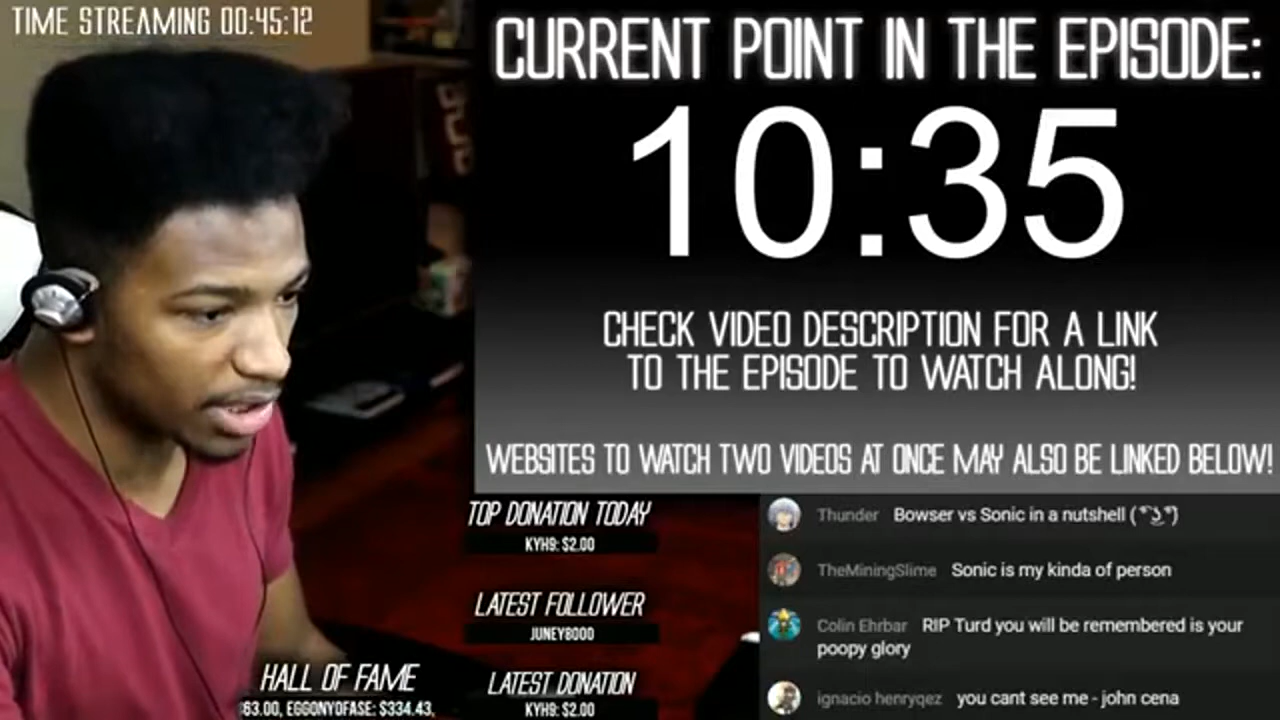 TIME STREAMING 00:45:12
CURRENT POINT IN THE EPISODE:
10:35
CHECK VIDEO DESCRIPTION FOR A LINK
TO THE EPISODE TO WATCH ALONG!
WEBSITES TO WATCH TWO VIDEOS AT ONCE MAY ALSO BE LINKED BELOW!
TOP DONATION TODAY
KYH9: $2.00
LATEST FOLLOWER
JUNEY8000
LATEST DONATION
KYH9: $2.00
HALL OF FAME
63.00, EGGONYOFASE: $334.43,
Thunder Bowser vs Sonic in a nutshell ( ͡° ͜ʖ ͡°)
TheMiningSlime Sonic is my kinda of person
Colin Ehrbar RIP Turd you will be remembered is your
poopy glory
ignacio henryqez you cant see me - john cena